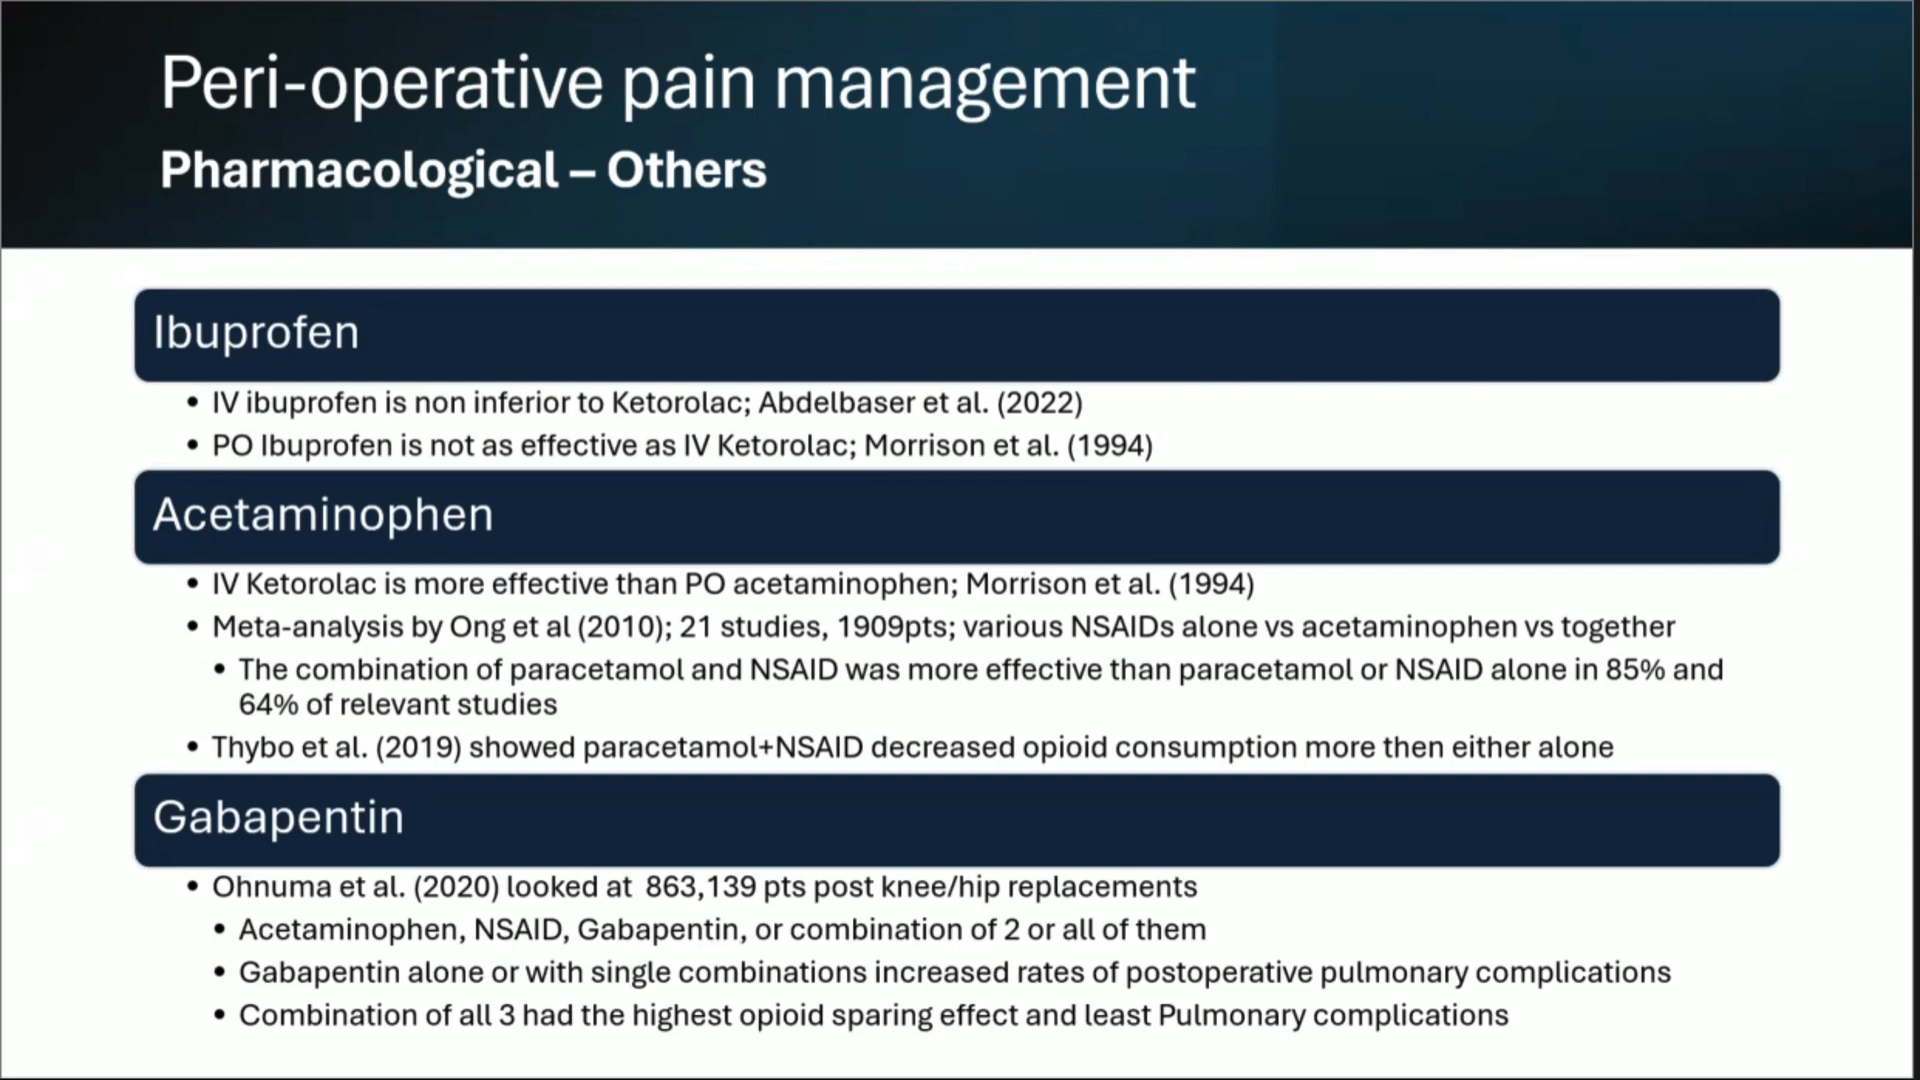 Peri-operative pain management
Pharmacological – Others
Ibuprofen
• IV ibuprofen is non inferior to Ketorolac; Abdelbaser et al. (2022)
• PO Ibuprofen is not as effective as IV Ketorolac; Morrison et al. (1994)
Acetaminophen
• IV Ketorolac is more effective than PO acetaminophen; Morrison et al. (1994)
• Meta-analysis by Ong et al (2010); 21 studies, 1909pts; various NSAIDs alone vs acetaminophen vs together
• The combination of paracetamol and NSAID was more effective than paracetamol or NSAID alone in 85% and
64% of relevant studies
• Thybo et al. (2019) showed paracetamol+NSAID decreased opioid consumption more then either alone
Gabapentin
• Ohnuma et al. (2020) looked at 863,139 pts post knee/hip replacements
• Acetaminophen, NSAID, Gabapentin, or combination of 2 or all of them
• Gabapentin alone or with single combinations increased rates of postoperative pulmonary complications
• Combination of all 3 had the highest opioid sparing effect and least Pulmonary complications